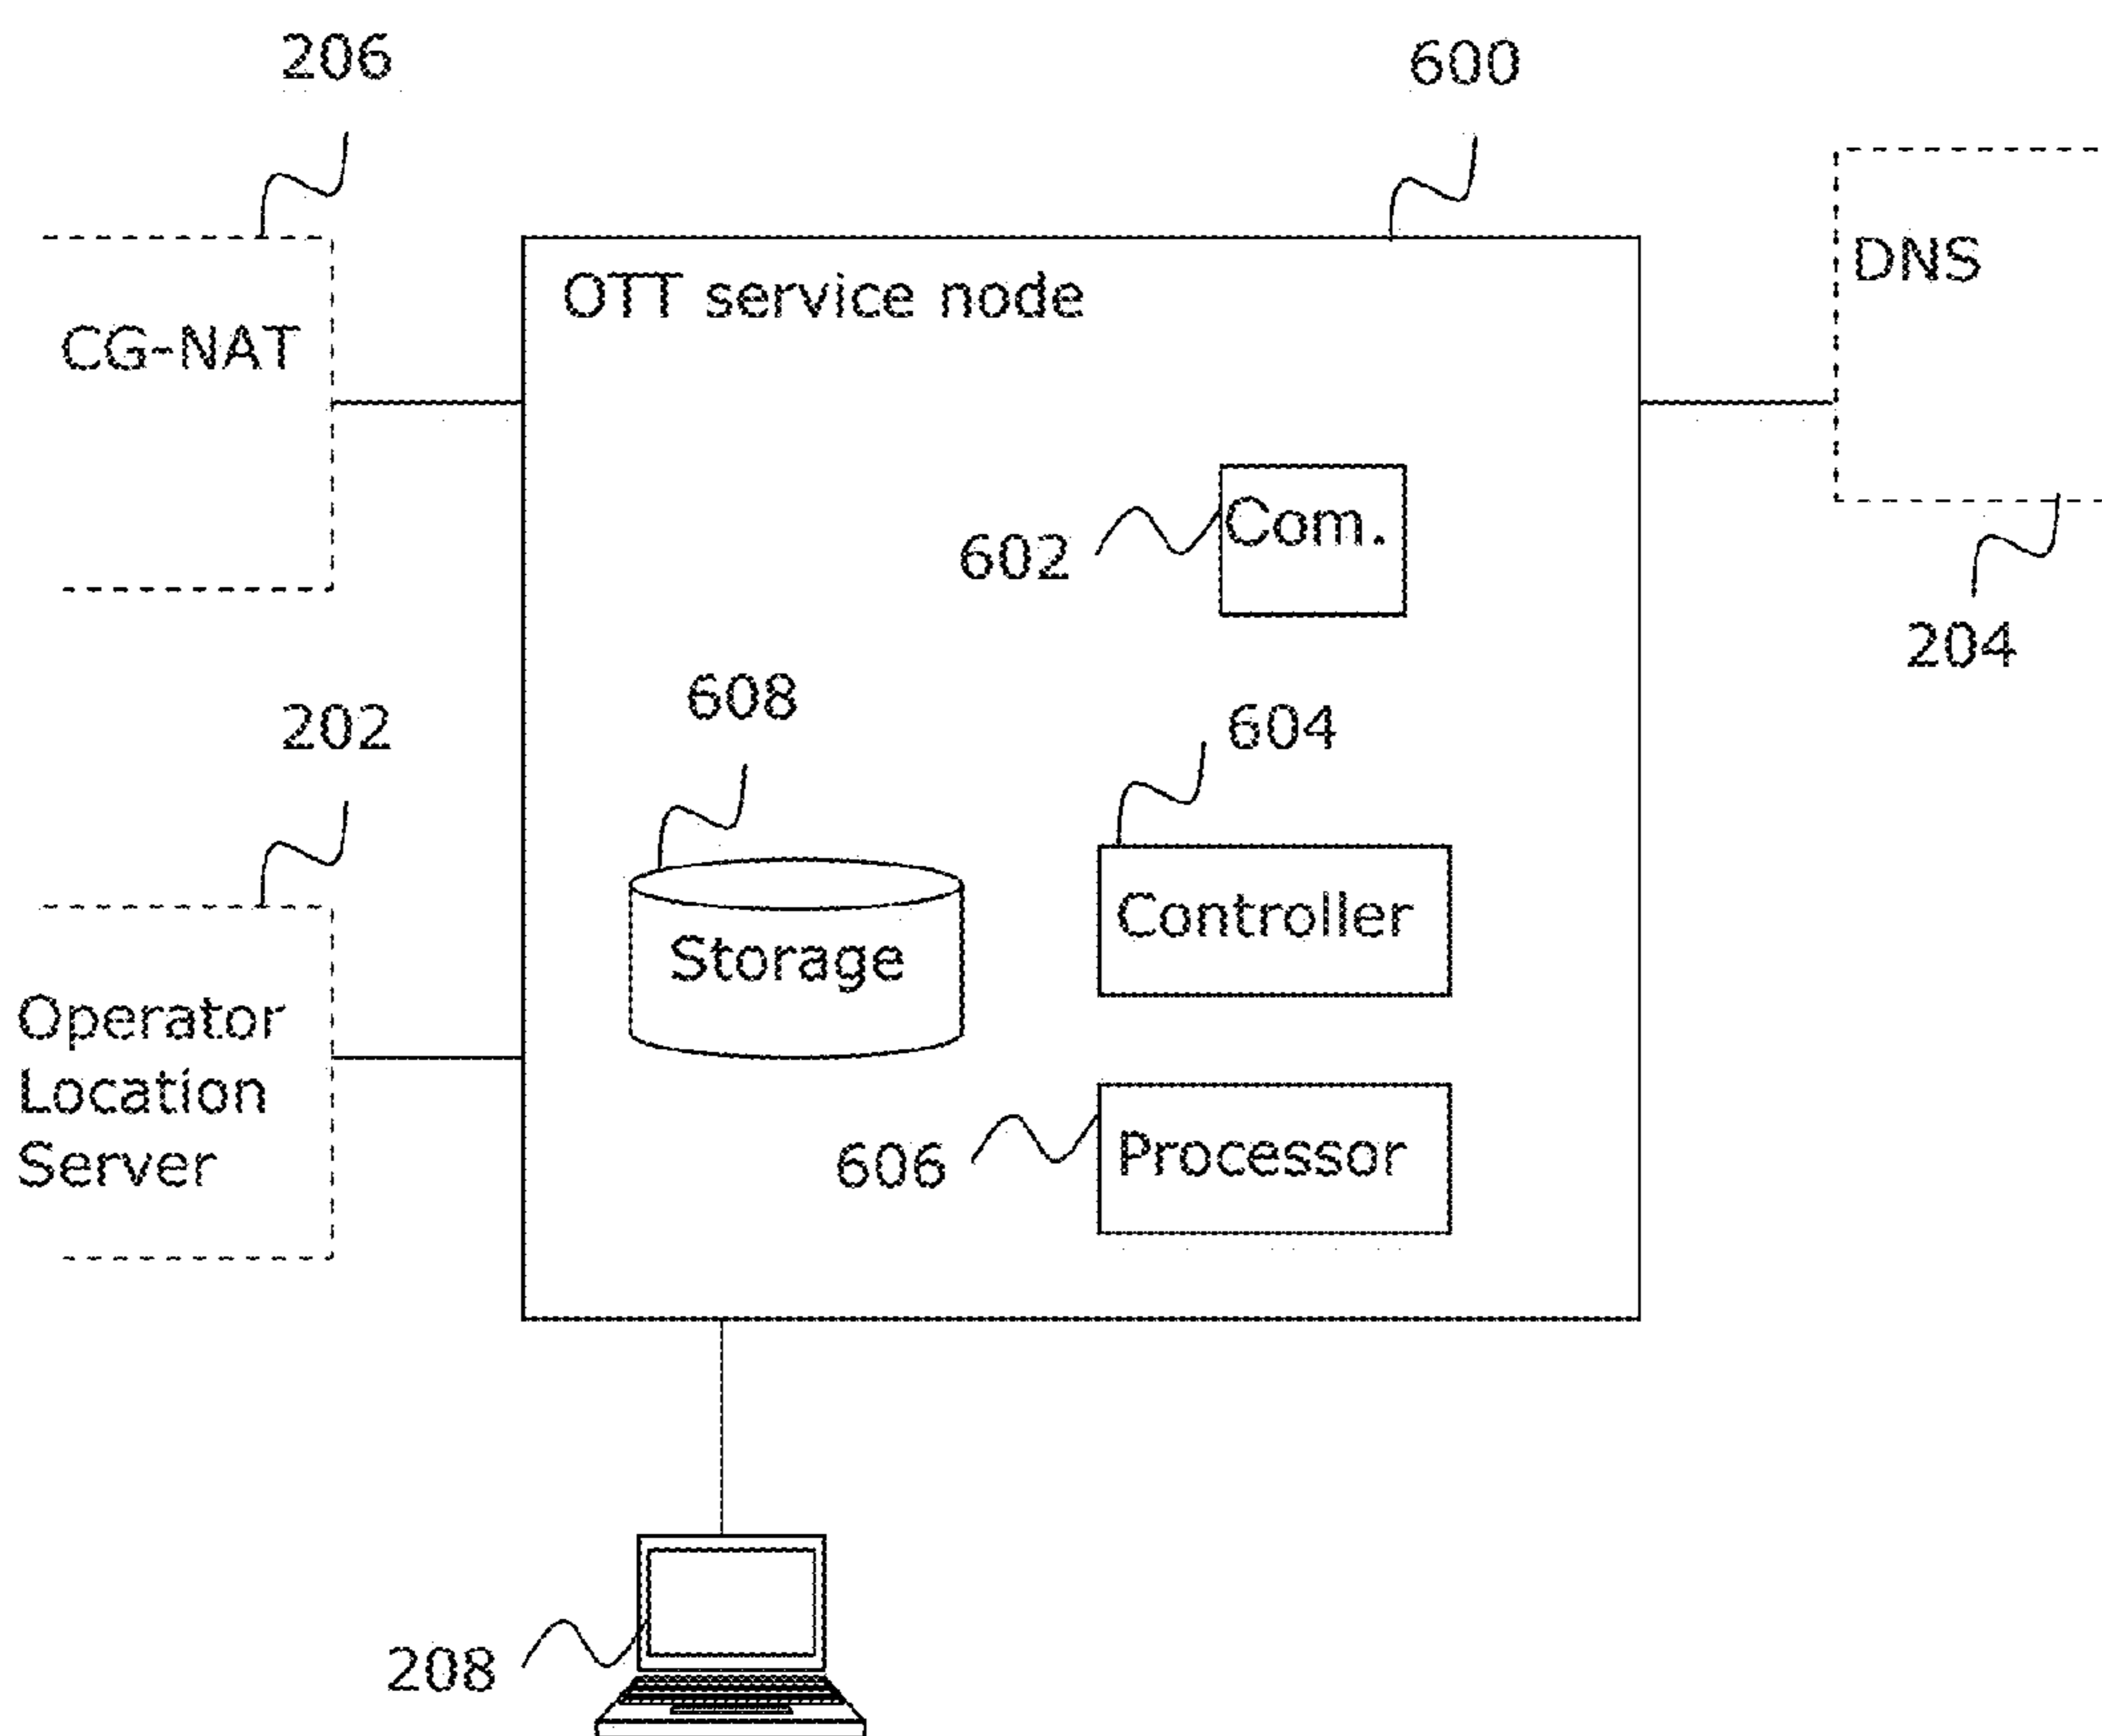 206
600
CG-NAT
OTT service node
DNS
602
Com.
204
608
202
604
Storage
Controller
Operator
Location
Server
606
Processor
208